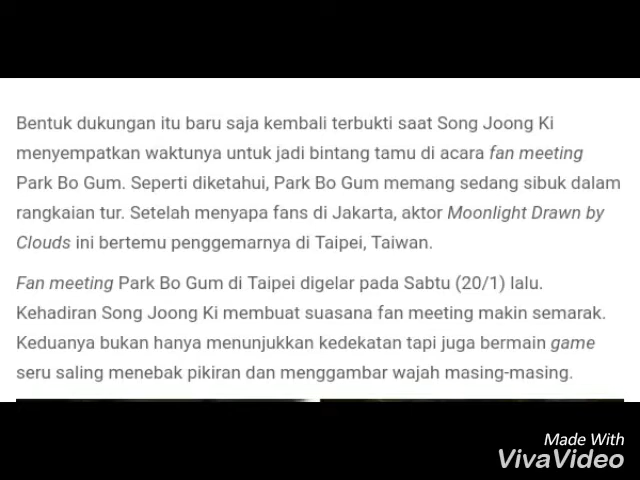 Bentuk dukungan itu baru saja kembali terbukti saat Song Joong Ki
menyempatkan waktunya untuk jadi bintang tamu di acara fan meeting
Park Bo Gum. Seperti diketahui, Park Bo Gum memang sedang sibuk dalam
rangkaian tur. Setelah menyapa fans di Jakarta, aktor Moonlight Drawn by
Clouds ini bertemu penggemarnya di Taipei, Taiwan.
Fan meeting Park Bo Gum di Taipei digelar pada Sabtu (20/1) lalu.
Kehadiran Song Joong Ki membuat suasana fan meeting makin semarak.
Keduanya bukan hanya menunjukkan kedekatan tapi juga bermain game
seru saling menebak pikiran dan menggambar wajah masing-masing.
Made With
VivaVideo